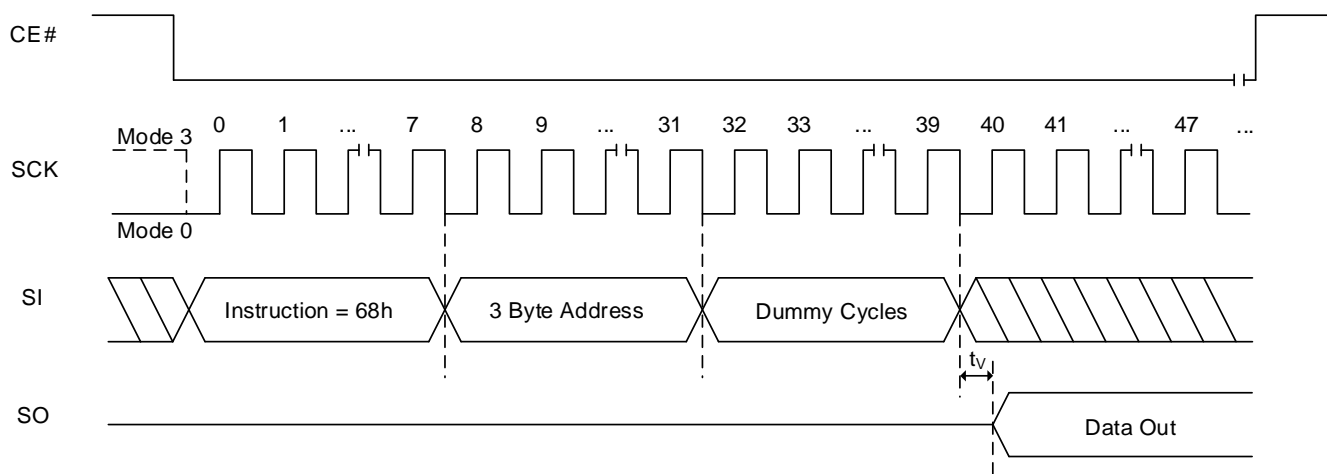 CE#
0 1 ... 7 8 9 ... 31 32 33 ... 39 40 41 ... 47 ...
Mode 3
SCK
Mode 0
SI
Instruction = 68h
3 Byte Address
Dummy Cycles
tV
SO
Data Out